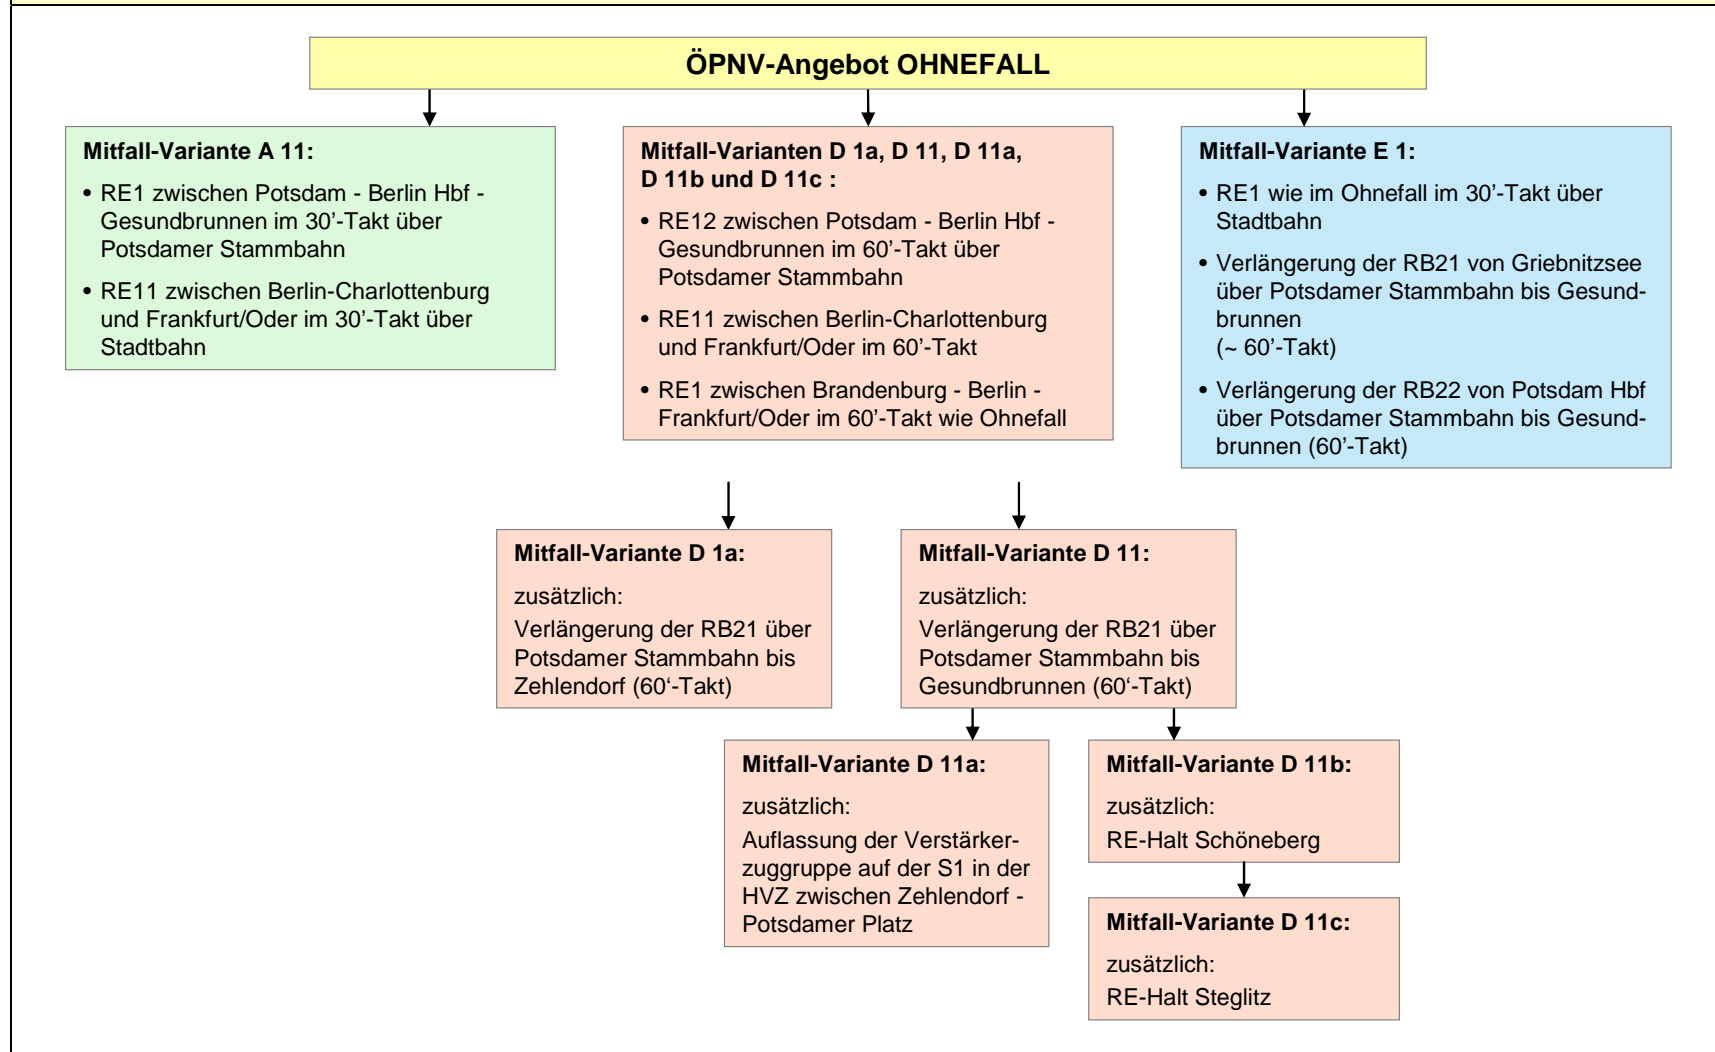 ÖPNV-Angebot OHNEFALL
Mitfall-Variante A 11:
• RE1 zwischen Potsdam - Berlin Hbf -
Gesundbrunnen im 30’-Takt über
Potsdamer Stammbahn
• RE11 zwischen Berlin-Charlottenburg
und Frankfurt/Oder im 30’-Takt über
Stadtbahn
Mitfall-Varianten D 1a, D 11, D 11a,
D 11b und D 11c :
• RE12 zwischen Potsdam - Berlin Hbf -
Gesundbrunnen im 60’-Takt über
Potsdamer Stammbahn
• RE11 zwischen Berlin-Charlottenburg
und Frankfurt/Oder im 60’-Takt
• RE1 zwischen Brandenburg - Berlin -
Frankfurt/Oder im 60’-Takt wie Ohnefall
Mitfall-Variante E 1:
• RE1 wie im Ohnefall im 30’-Takt über
Stadtbahn
• Verlängerung der RB21 von Griebnitzsee
über Potsdamer Stammbahn bis Gesund-
brunnen
(~ 60’-Takt)
• Verlängerung der RB22 von Potsdam Hbf
über Potsdamer Stammbahn bis Gesund-
brunnen (60’-Takt)
Mitfall-Variante D 1a:
zusätzlich:
Verlängerung der RB21 über
Potsdamer Stammbahn bis
Zehlendorf (60‘-Takt)
Mitfall-Variante D 11:
zusätzlich:
Verlängerung der RB21 über
Potsdamer Stammbahn bis
Gesundbrunnen (60‘-Takt)
Mitfall-Variante D 11a:
zusätzlich:
Auflassung der Verstärker-
zuggruppe auf der S1 in der
HVZ zwischen Zehlendorf -
Potsdamer Platz
Mitfall-Variante D 11b:
zusätzlich:
RE-Halt Schöneberg
Mitfall-Variante D 11c:
zusätzlich:
RE-Halt Steglitz